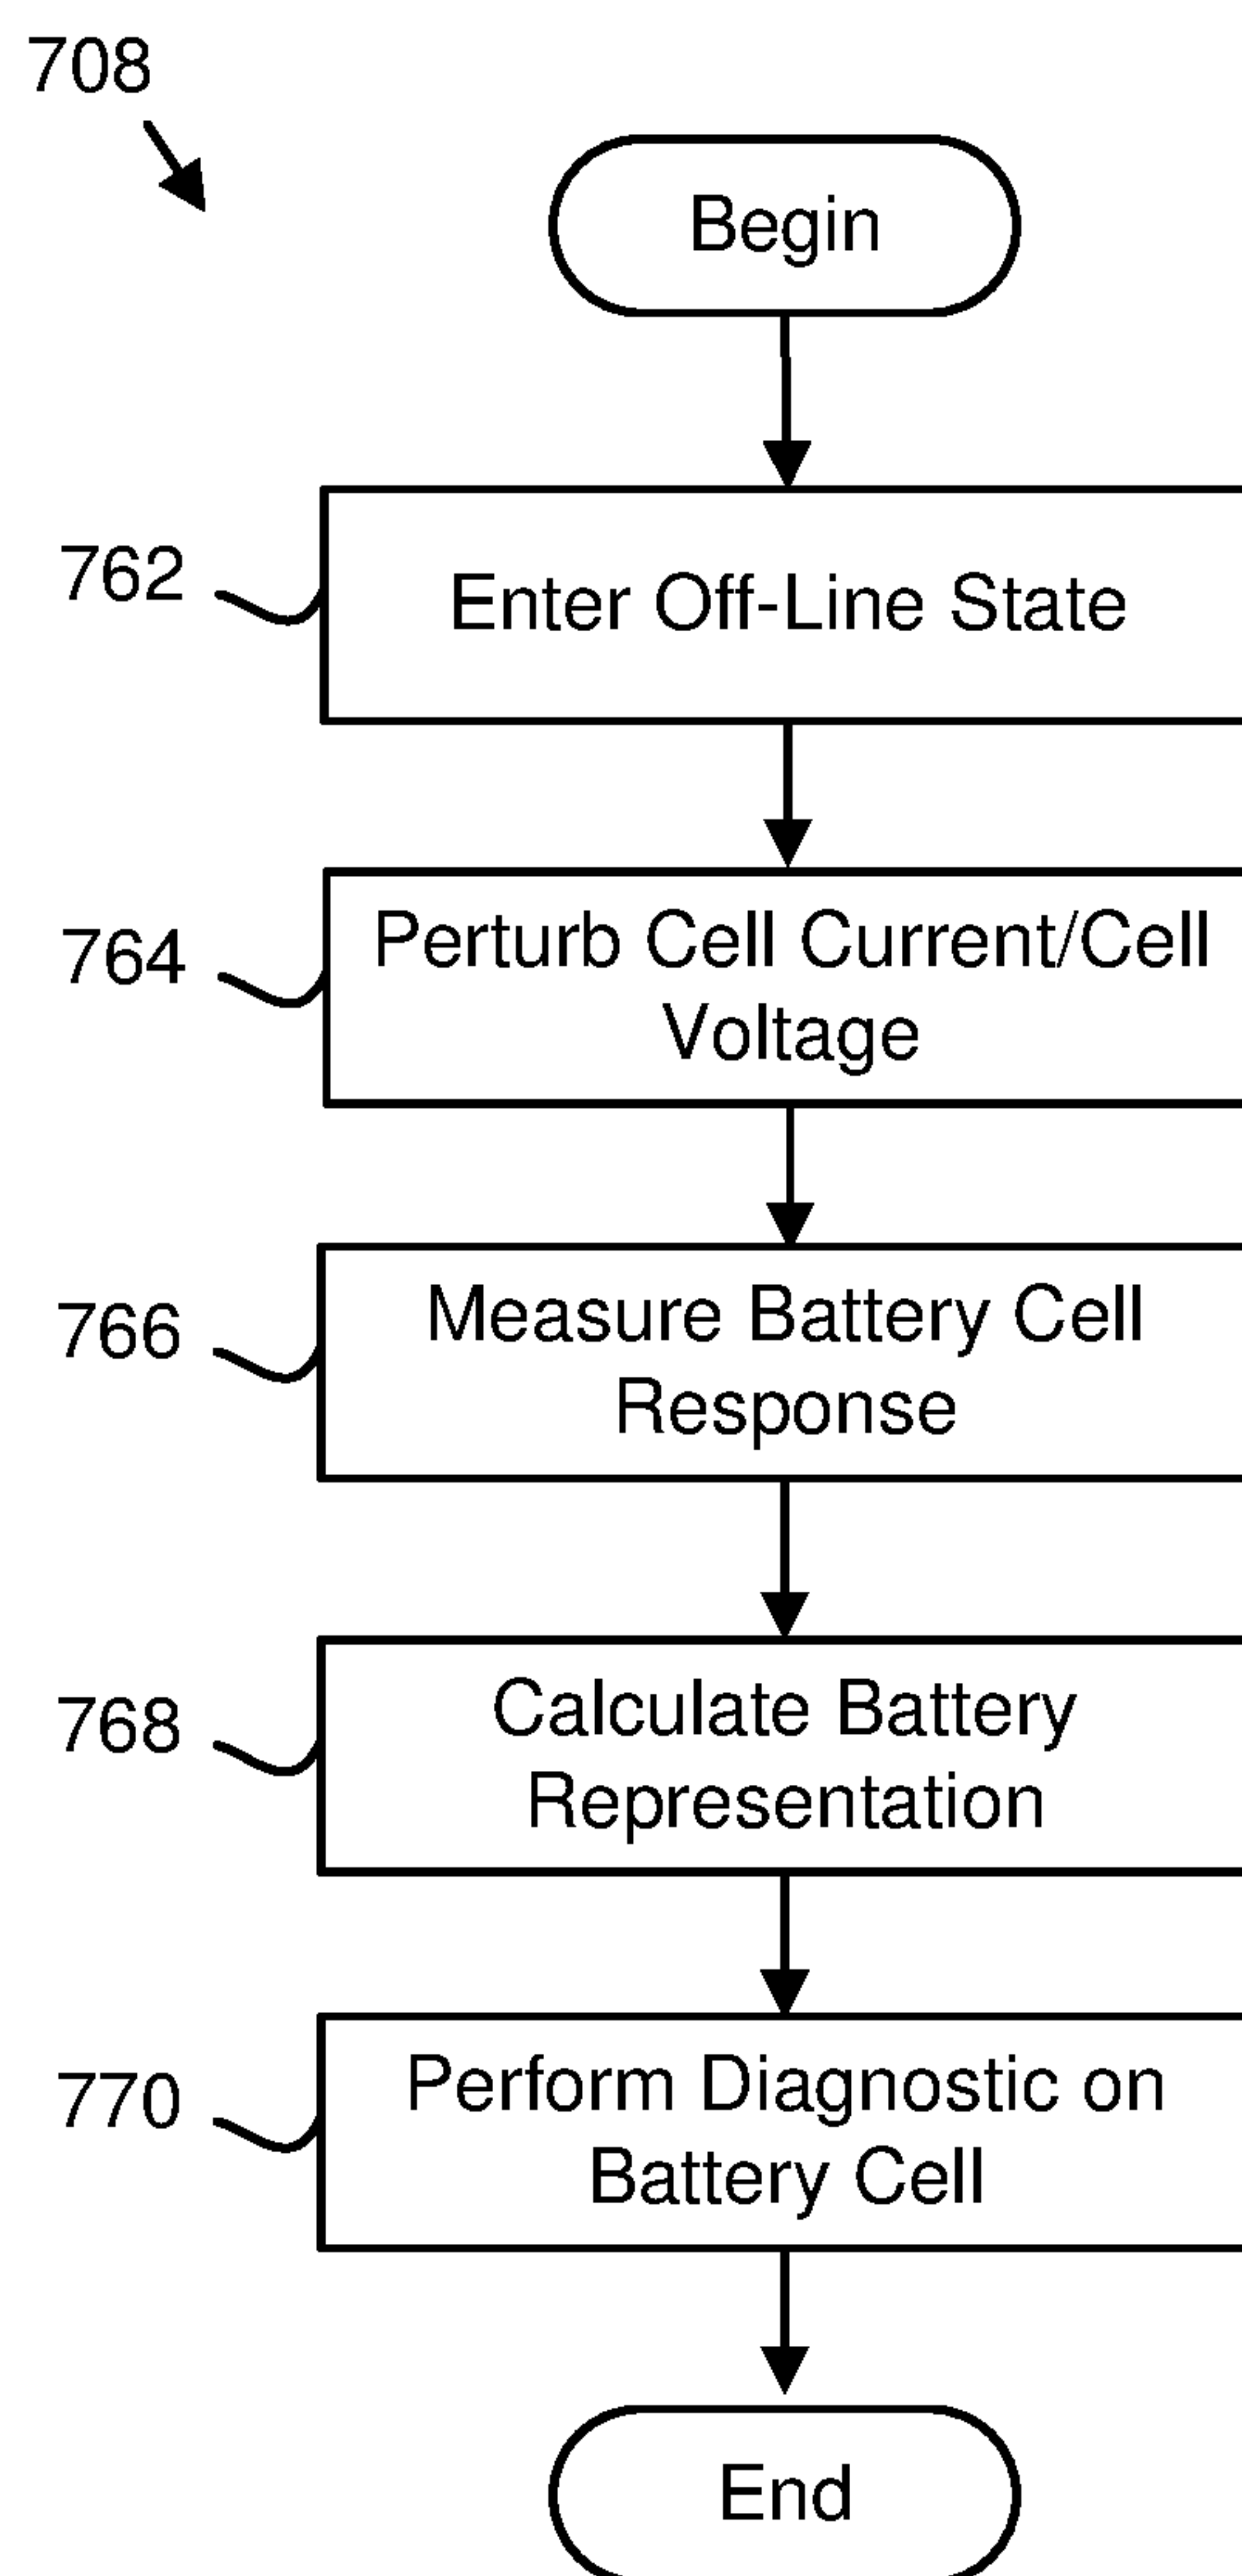 708
Begin
762
Enter Off-Line State
764
Perturb Cell Current/Cell
Voltage
766
Measure Battery Cell
Response
768
Calculate Battery
Representation
770
Perform Diagnostic on
Battery Cell
End